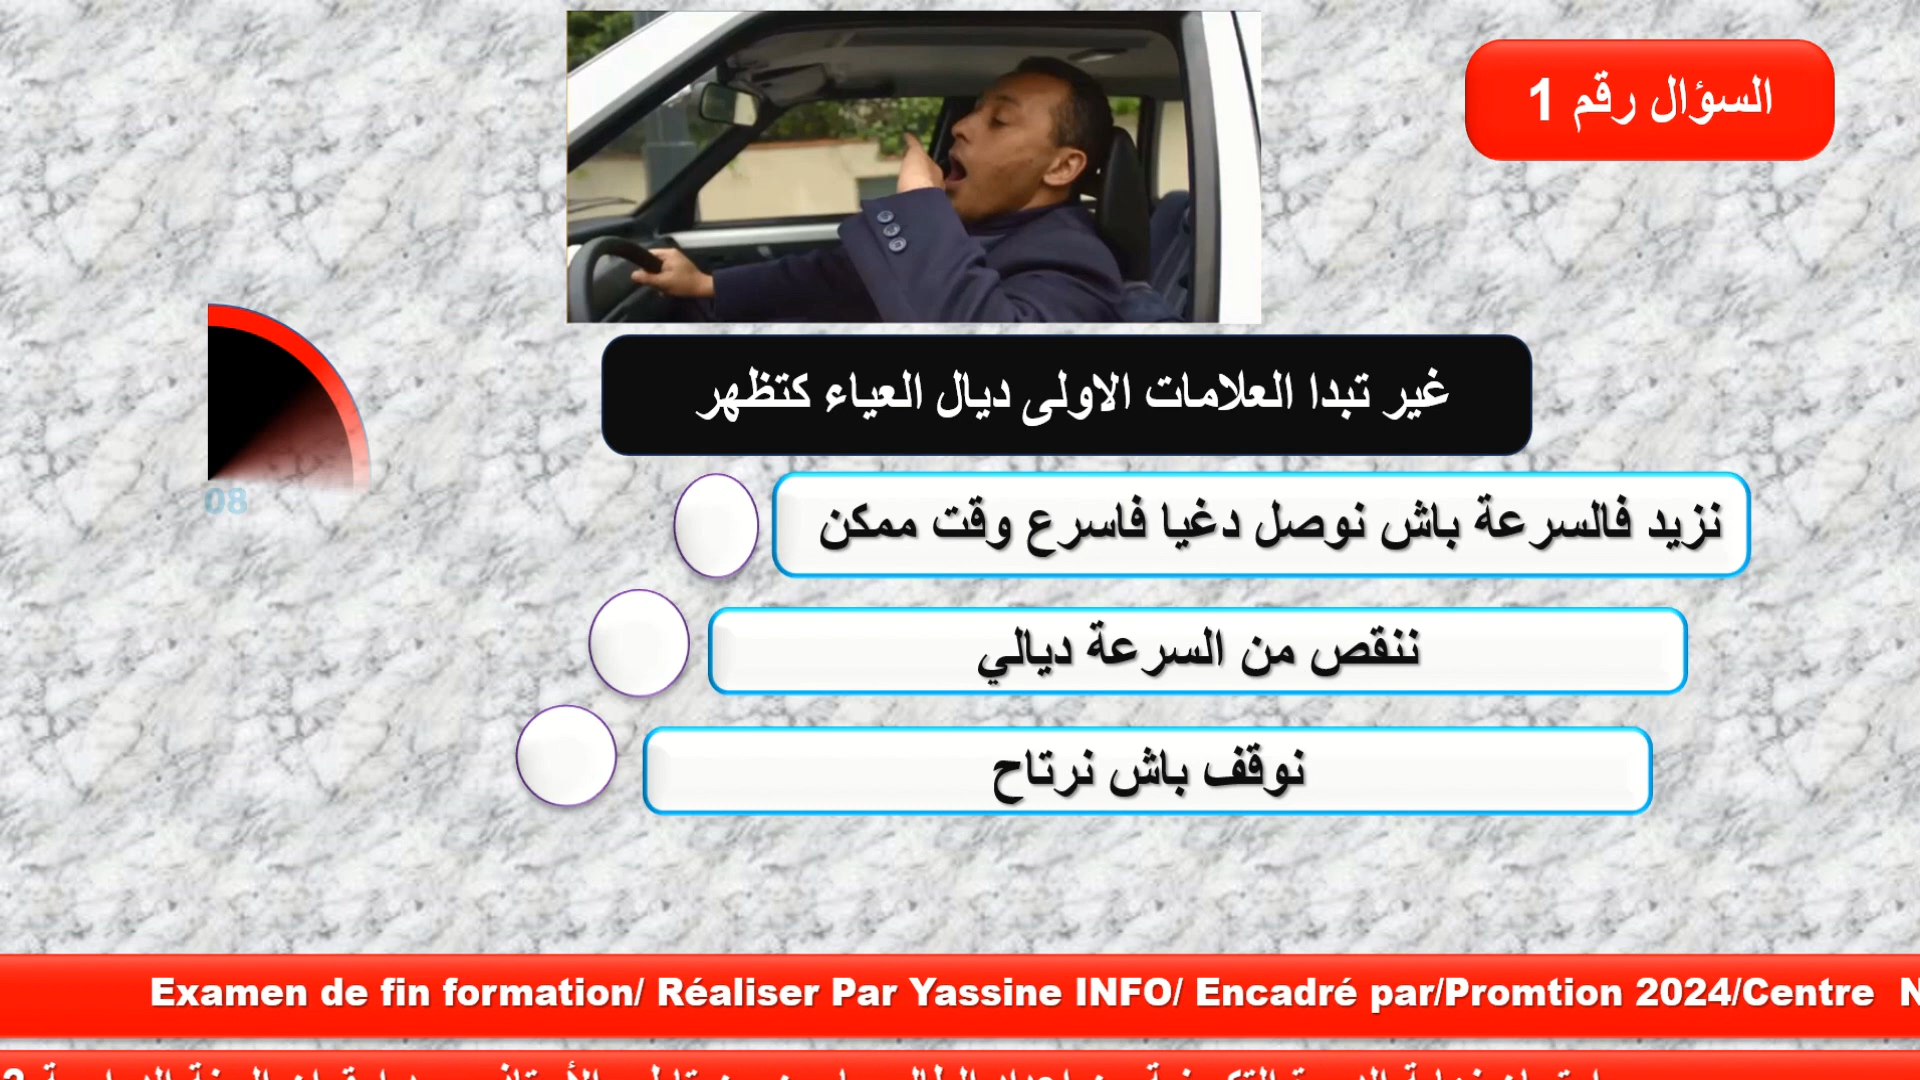 السؤال رقم 1
غير تبدا العلامات الاولى ديال العياء كتظهر
نزيد فالسرعة باش نوصل دغيا فاسرع وقت ممكن
ننقص من السرعة ديالي
نوقف باش نرتاح
08
Examen de fin formation/ Réaliser Par Yassine INFO/ Encadré par/Promtion 2024/Centre